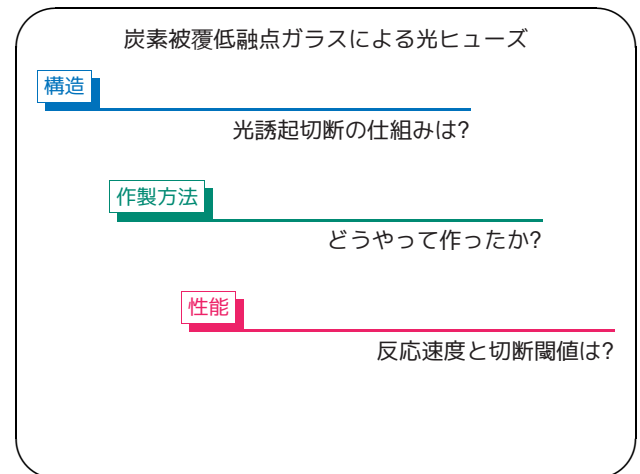 炭素被覆低融点ガラスによる光ヒューズ
構造
光誘起切断の仕組みは?
作製方法
どうやって作ったか?
性能
反応速度と切断閾値は?